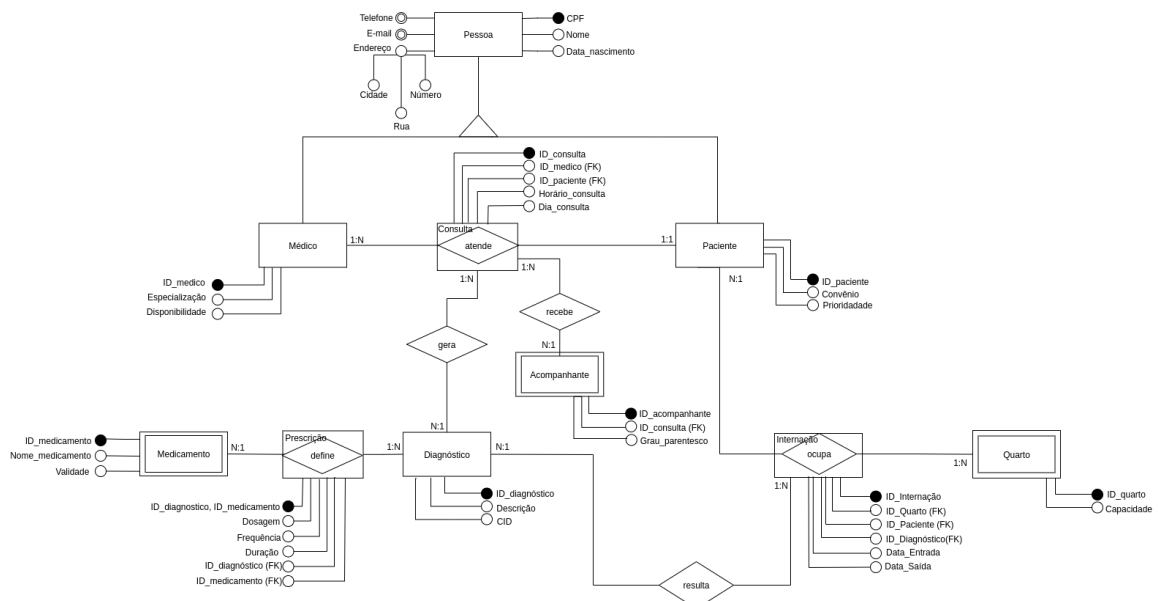 Telefone
E-mail
Endereço
Cidade
Número
Rua
Pessoa
CPF
Nome
Data_nascimento
ID_consulta
ID_medico (FK)
ID_paciente (FK)
Horário_consulta
Dia_consulta
Médico
1:N
Consulta
atende
1:1
Paciente
1:N
1:N
N:1
ID_medico
Especialização
Disponibilidade
ID_paciente
Convênio
Prioridadade
gera
recebe
N:1
Acompanhante
ID_acompanhante
ID_consulta (FK)
Grau_parentesco
ID_medicamento
Nome_medicamento
Validade
Medicamento
N:1
Prescrição
define
1:N
N:1
Diagnóstico
N:1
Internação
ocupa
1:N
1:N
Quarto
ID_diagnostico, ID_medicamento
Dosagem
Frequência
Duração
ID_diagnóstico (FK)
ID_medicamento (FK)
ID_diagnóstico
Descrição
CID
ID_Internação
ID_Quarto (FK)
ID_Paciente (FK)
ID_Diagnóstico(FK)
Data_Entrada
Data_Saída
ID_quarto
Capacidade
resulta